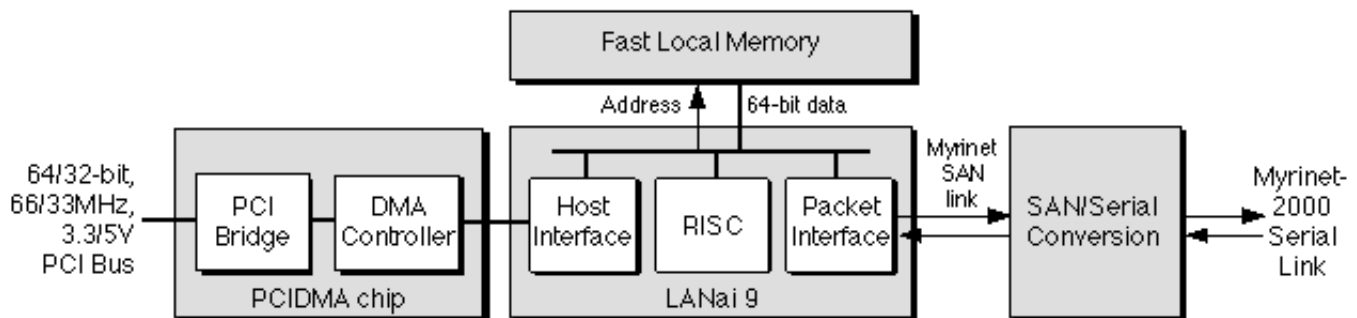 Fast Local Memory
Address
64-bit data
64/32-bit,
66/33MHz,
3.3/5V
PCI Bus
PCI
Bridge
DMA
Controller
PCIDMA chip
Host
Interface
RISC
Packet
Interface
LANai 9
Myrinet
SAN
link
SAN/Serial
Conversion
Myrinet-
2000
Serial
Link